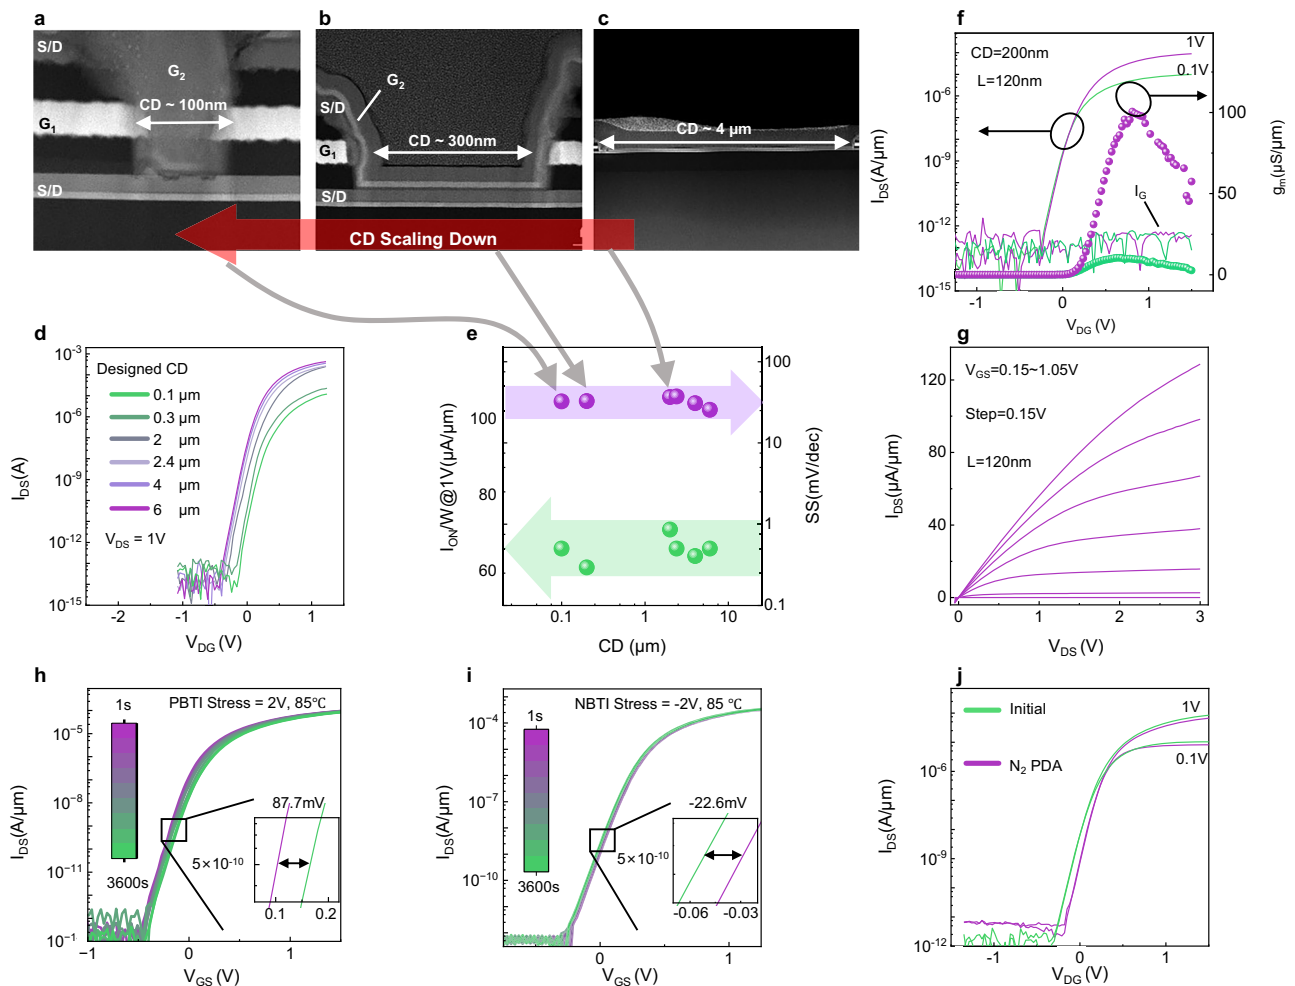 a
S/D
G2
CD ~ 100nm
G1
S/D
b
G2
S/D
CD ~ 300nm
G1
S/D
c
CD ~ 4 μm
CD Scaling Down
f
CD=200nm
L=120nm
1V
0.1V
IG
10-6
10-9
10-12
10-15
100
50
0
IDS(A/μm)
gm(μS/μm)
-1
0
1
VDG (V)
d
Designed CD
0.1 μm
0.3 μm
2 μm
2.4 μm
4 μm
6 μm
VDS = 1V
10-3
10-6
10-9
10-12
10-15
IDS(A)
-2
-1
0
1
VDG (V)
e
100
80
60
ION/W@1V(μA/μm)
100
10
1
0.1
SS(mV/dec)
0.1
1
10
CD (μm)
g
VGS=0.15~1.05V
Step=0.15V
L=120nm
120
80
40
0
IDS(μA/μm)
0
1
2
3
VDS (V)
h
PBTI Stress = 2V, 85℃
1s
3600s
87.7mV
5×10-10
0.1
0.2
10-5
10-8
10-11
10-1
IDS(A/μm)
−1
0
1
VGS (V)
i
NBTI Stress = -2V, 85 ℃
1s
3600s
-22.6mV
5×10-10
-0.06
-0.03
10-4
10-7
10-10
IDS(A/μm)
0
1
VGS (V)
j
Initial
N2 PDA
1V
0.1V
10-6
10-9
10-12
IDS(A/μm)
-1
0
1
VDG (V)